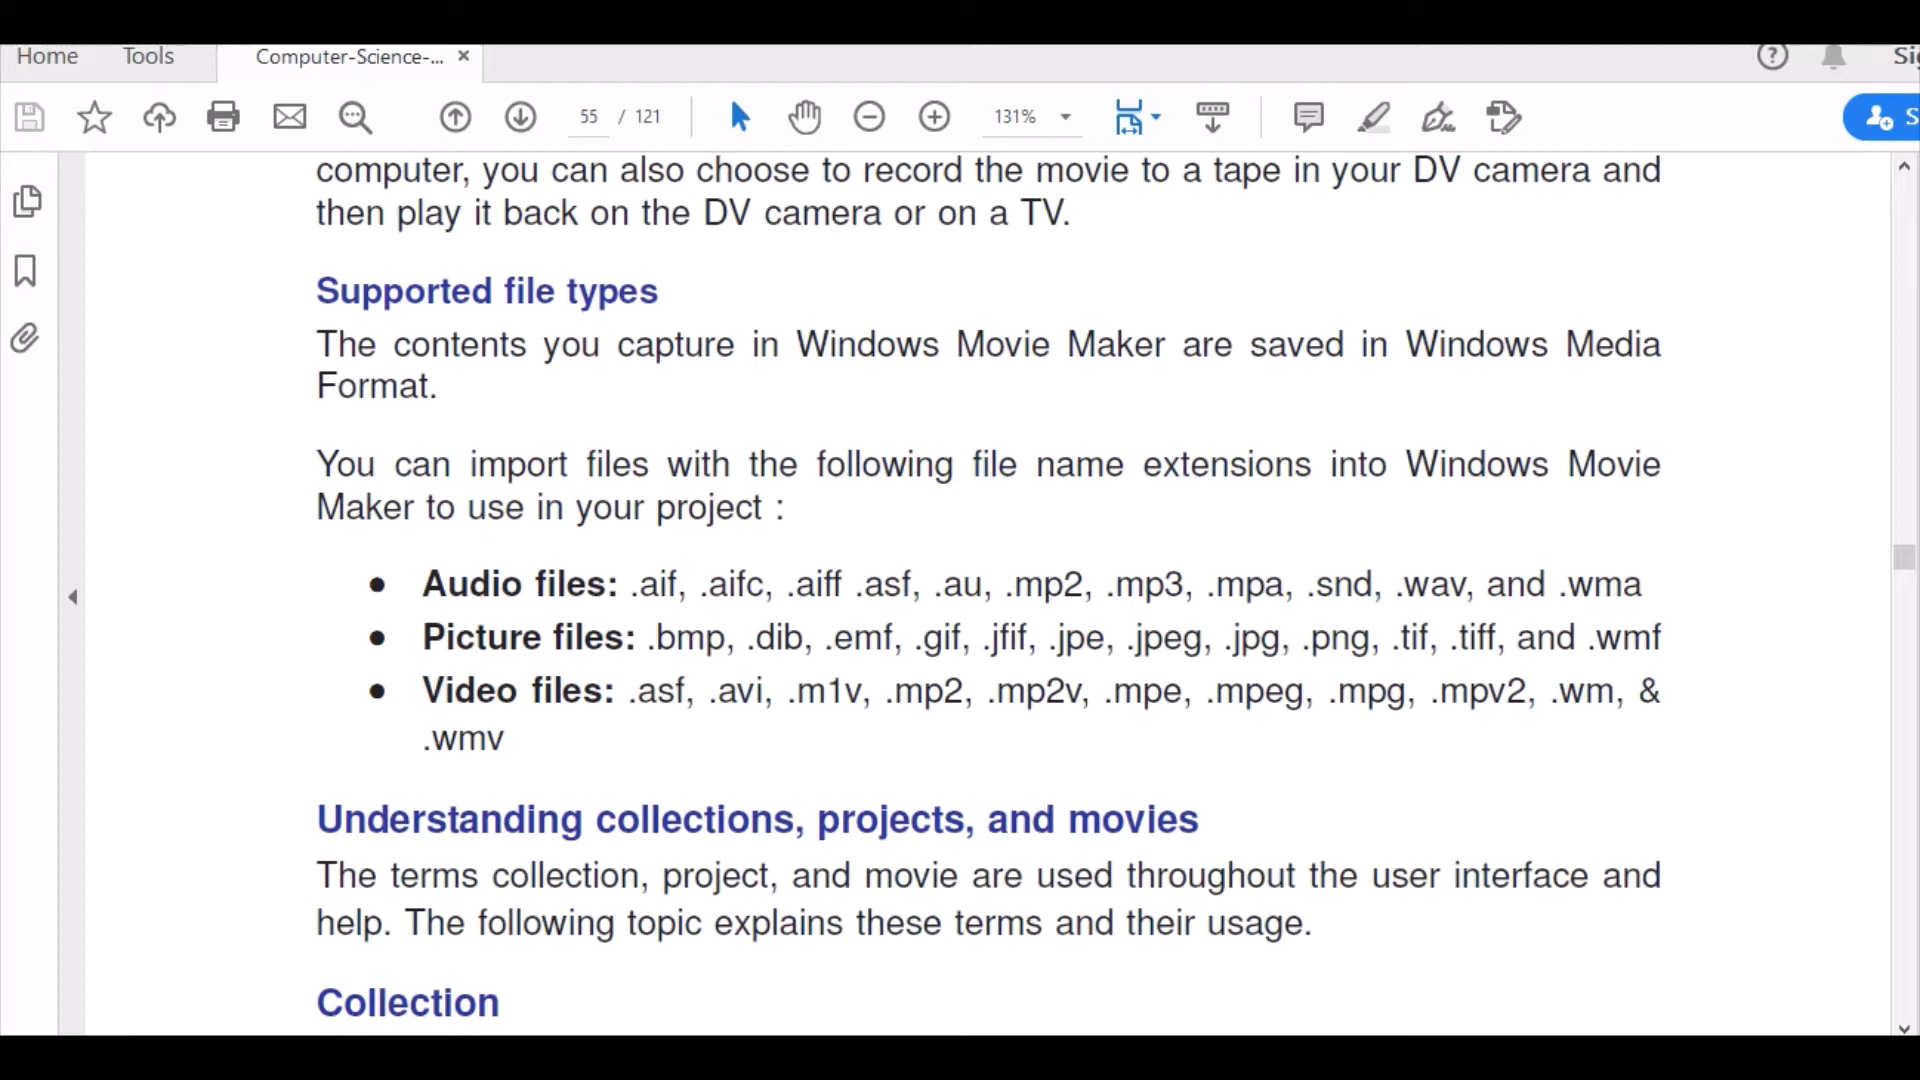 Home Tools Computer-Science-... × ? Sig
55 / 121 131% S
computer, you can also choose to record the movie to a tape in your DV camera and
then play it back on the DV camera or on a TV.
Supported file types
The contents you capture in Windows Movie Maker are saved in Windows Media
Format.
You can import files with the following file name extensions into Windows Movie
Maker to use in your project :
● Audio files: .aif, .aifc, .aiff .asf, .au, .mp2, .mp3, .mpa, .snd, .wav, and .wma
● Picture files: .bmp, .dib, .emf, .gif, .jfif, .jpe, .jpeg, .jpg, .png, .tif, .tiff, and .wmf
● Video files: .asf, .avi, .m1v, .mp2, .mp2v, .mpe, .mpeg, .mpg, .mpv2, .wm, &
.wmv
Understanding collections, projects, and movies
The terms collection, project, and movie are used throughout the user interface and
help. The following topic explains these terms and their usage.
Collection